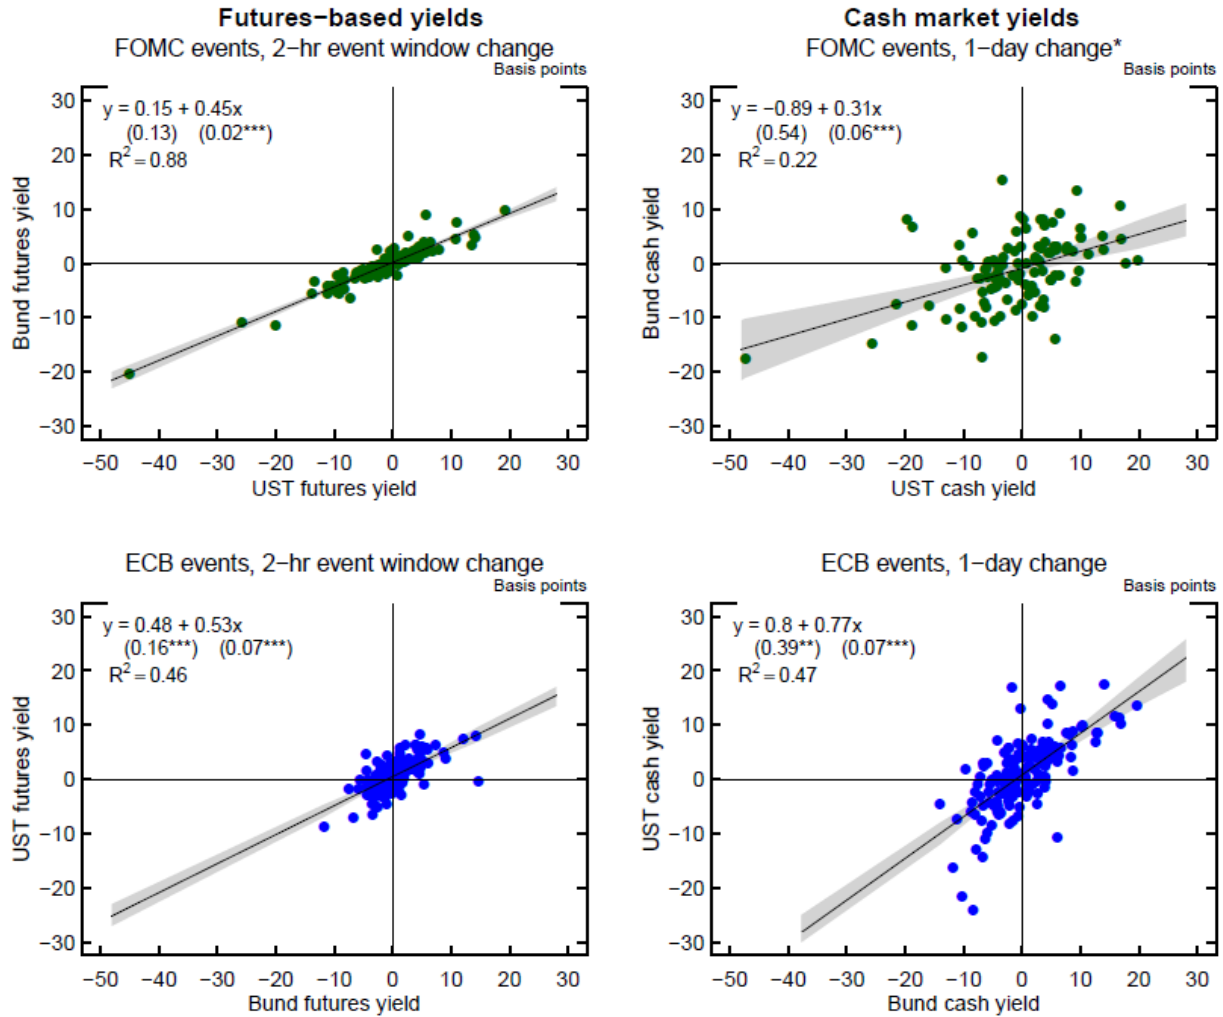 Futures−based yields
FOMC events, 2−hr event window change
Basis points
y = 0.15 + 0.45x
(0.13) (0.02***)
R² = 0.88
30
20
10
0
−10
−20
−30
Bund futures yield
−50 −40 −30 −20 −10 0 10 20 30
UST futures yield
Cash market yields
FOMC events, 1−day change*
Basis points
y = −0.89 + 0.31x
(0.54) (0.06***)
R² = 0.22
30
20
10
0
−10
−20
−30
Bund cash yield
−50 −40 −30 −20 −10 0 10 20 30
UST cash yield
ECB events, 2−hr event window change
Basis points
y = 0.48 + 0.53x
(0.16***) (0.07***)
R² = 0.46
30
20
10
0
−10
−20
−30
UST futures yield
−50 −40 −30 −20 −10 0 10 20 30
Bund futures yield
ECB events, 1−day change
Basis points
y = 0.8 + 0.77x
(0.39**) (0.07***)
R² = 0.47
30
20
10
0
−10
−20
−30
UST cash yield
−50 −40 −30 −20 −10 0 10 20 30
Bund cash yield